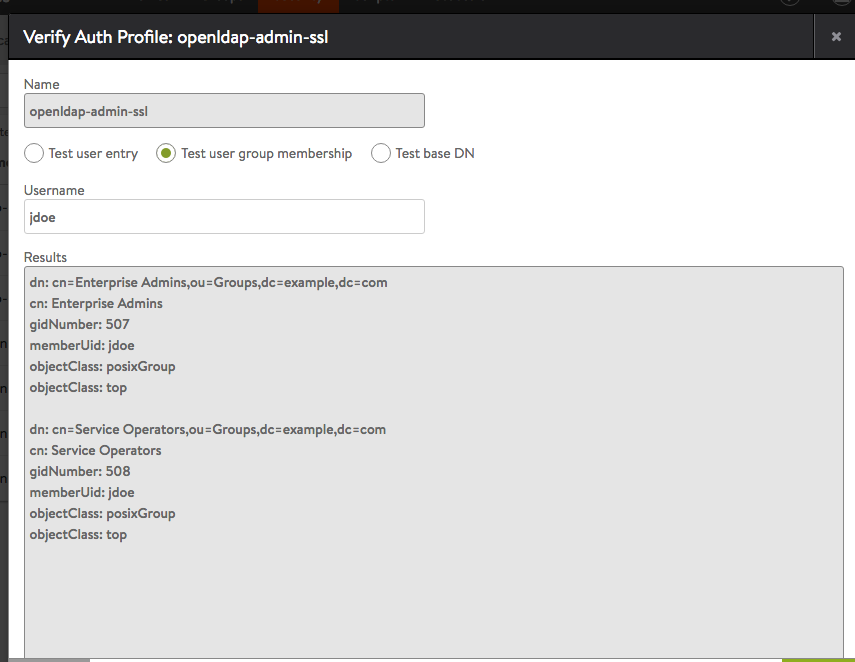 Verify Auth Profile: openldap-admin-ssl
Name
openldap-admin-ssl
Test user entry Test user group membership Test base DN
Username
jdoe
Results
dn: cn=Enterprise Admins,ou=Groups,dc=example,dc=com
cn: Enterprise Admins
gidNumber: 507
memberUid: jdoe
objectClass: posixGroup
objectClass: top
dn: cn=Service Operators,ou=Groups,dc=example,dc=com
cn: Service Operators
gidNumber: 508
memberUid: jdoe
objectClass: posixGroup
objectClass: top